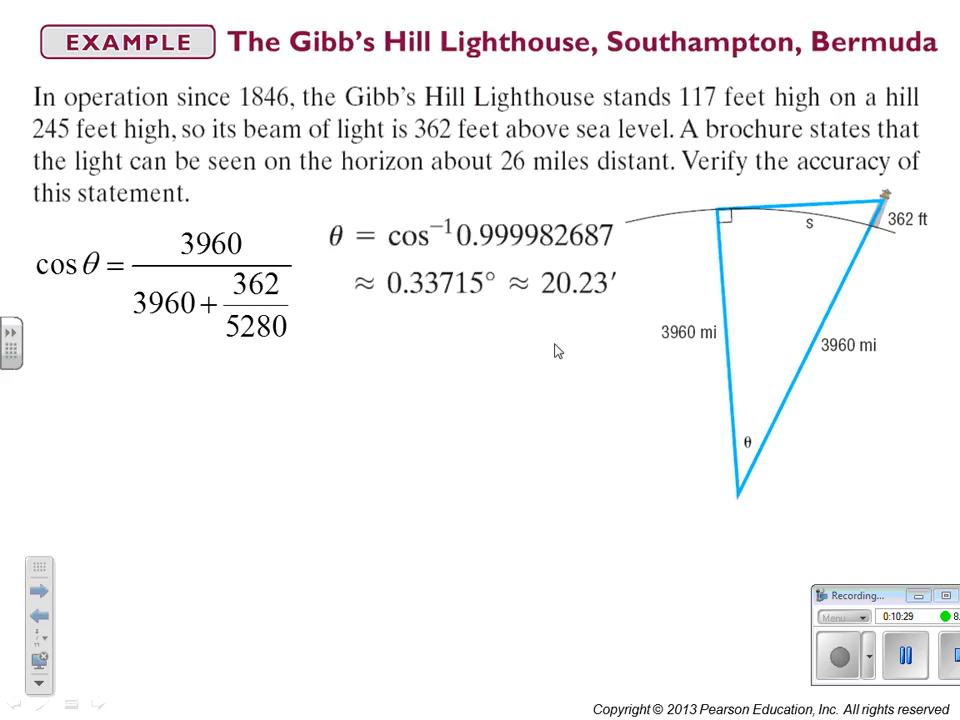 EXAMPLE The Gibb's Hill Lighthouse, Southampton, Bermuda
In operation since 1846, the Gibb's Hill Lighthouse stands 117 feet high on a hill
245 feet high, so its beam of light is 362 feet above sea level. A brochure states that
the light can be seen on the horizon about 26 miles distant. Verify the accuracy of
this statement.
cos θ = 3960 / (3960 + 362/5280)
θ = cos⁻¹ 0.999982687
≈ 0.33715° ≈ 20.23′
s
362 ft
3960 mi
3960 mi
θ
Recording...
Menu
0:10:29
8.
Copyright © 2013 Pearson Education, Inc. All rights reserved